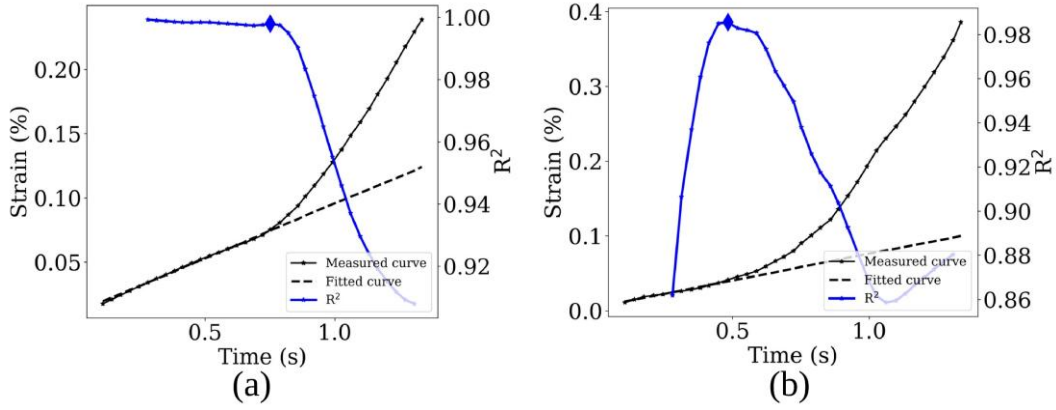 0.20
0.15
0.10
0.05
Strain (%)
0.5
1.0
Time (s)
1.00
0.98
0.96
0.94
0.92
R²
Measured curve
Fitted curve
R²
(a)
0.4
0.3
0.2
0.1
0.0
Strain (%)
0.5
1.0
Time (s)
0.98
0.96
0.94
0.92
0.90
0.88
0.86
R²
Measured curve
Fitted curve
R²
(b)